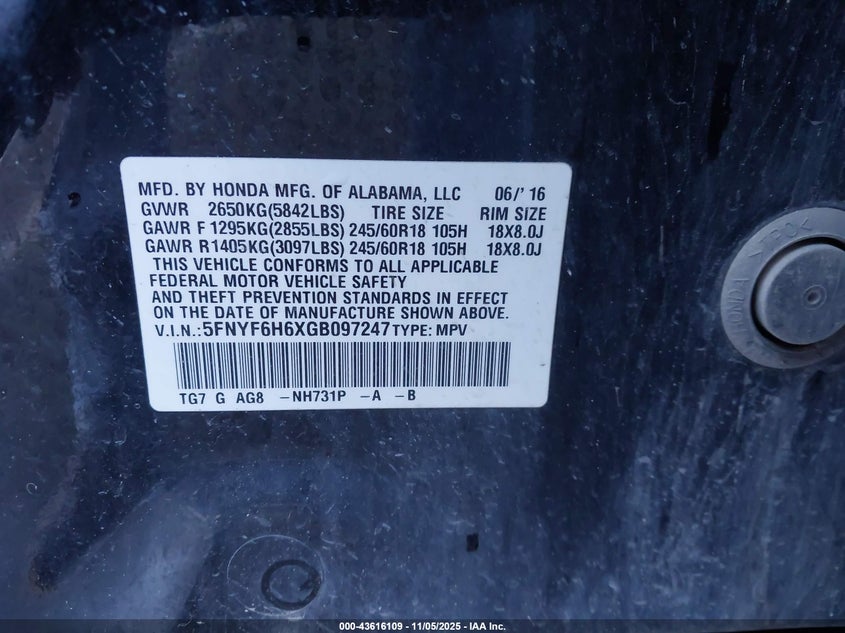 MFD. BY HONDA MFG. OF ALABAMA, LLC 06/' 16
GVWR 2650KG(5842LBS) TIRE SIZE RIM SIZE
GAWR F 1295KG(2855LBS) 245/60R18 105H 18X8.0J
GAWR R 1405KG(3097LBS) 245/60R18 105H 18X8.0J
THIS VEHICLE CONFORMS TO ALL APPLICABLE
FEDERAL MOTOR VEHICLE SAFETY
AND THEFT PREVENTION STANDARDS IN EFFECT
ON THE DATE OF MANUFACTURE SHOWN ABOVE.
V.I.N.:5FNYF6H6XGB097247 TYPE: MPV
TG7 G AG8 -NH731P -A -B
HONDA
000-43616109 - 11/05/2025 - IAA Inc.